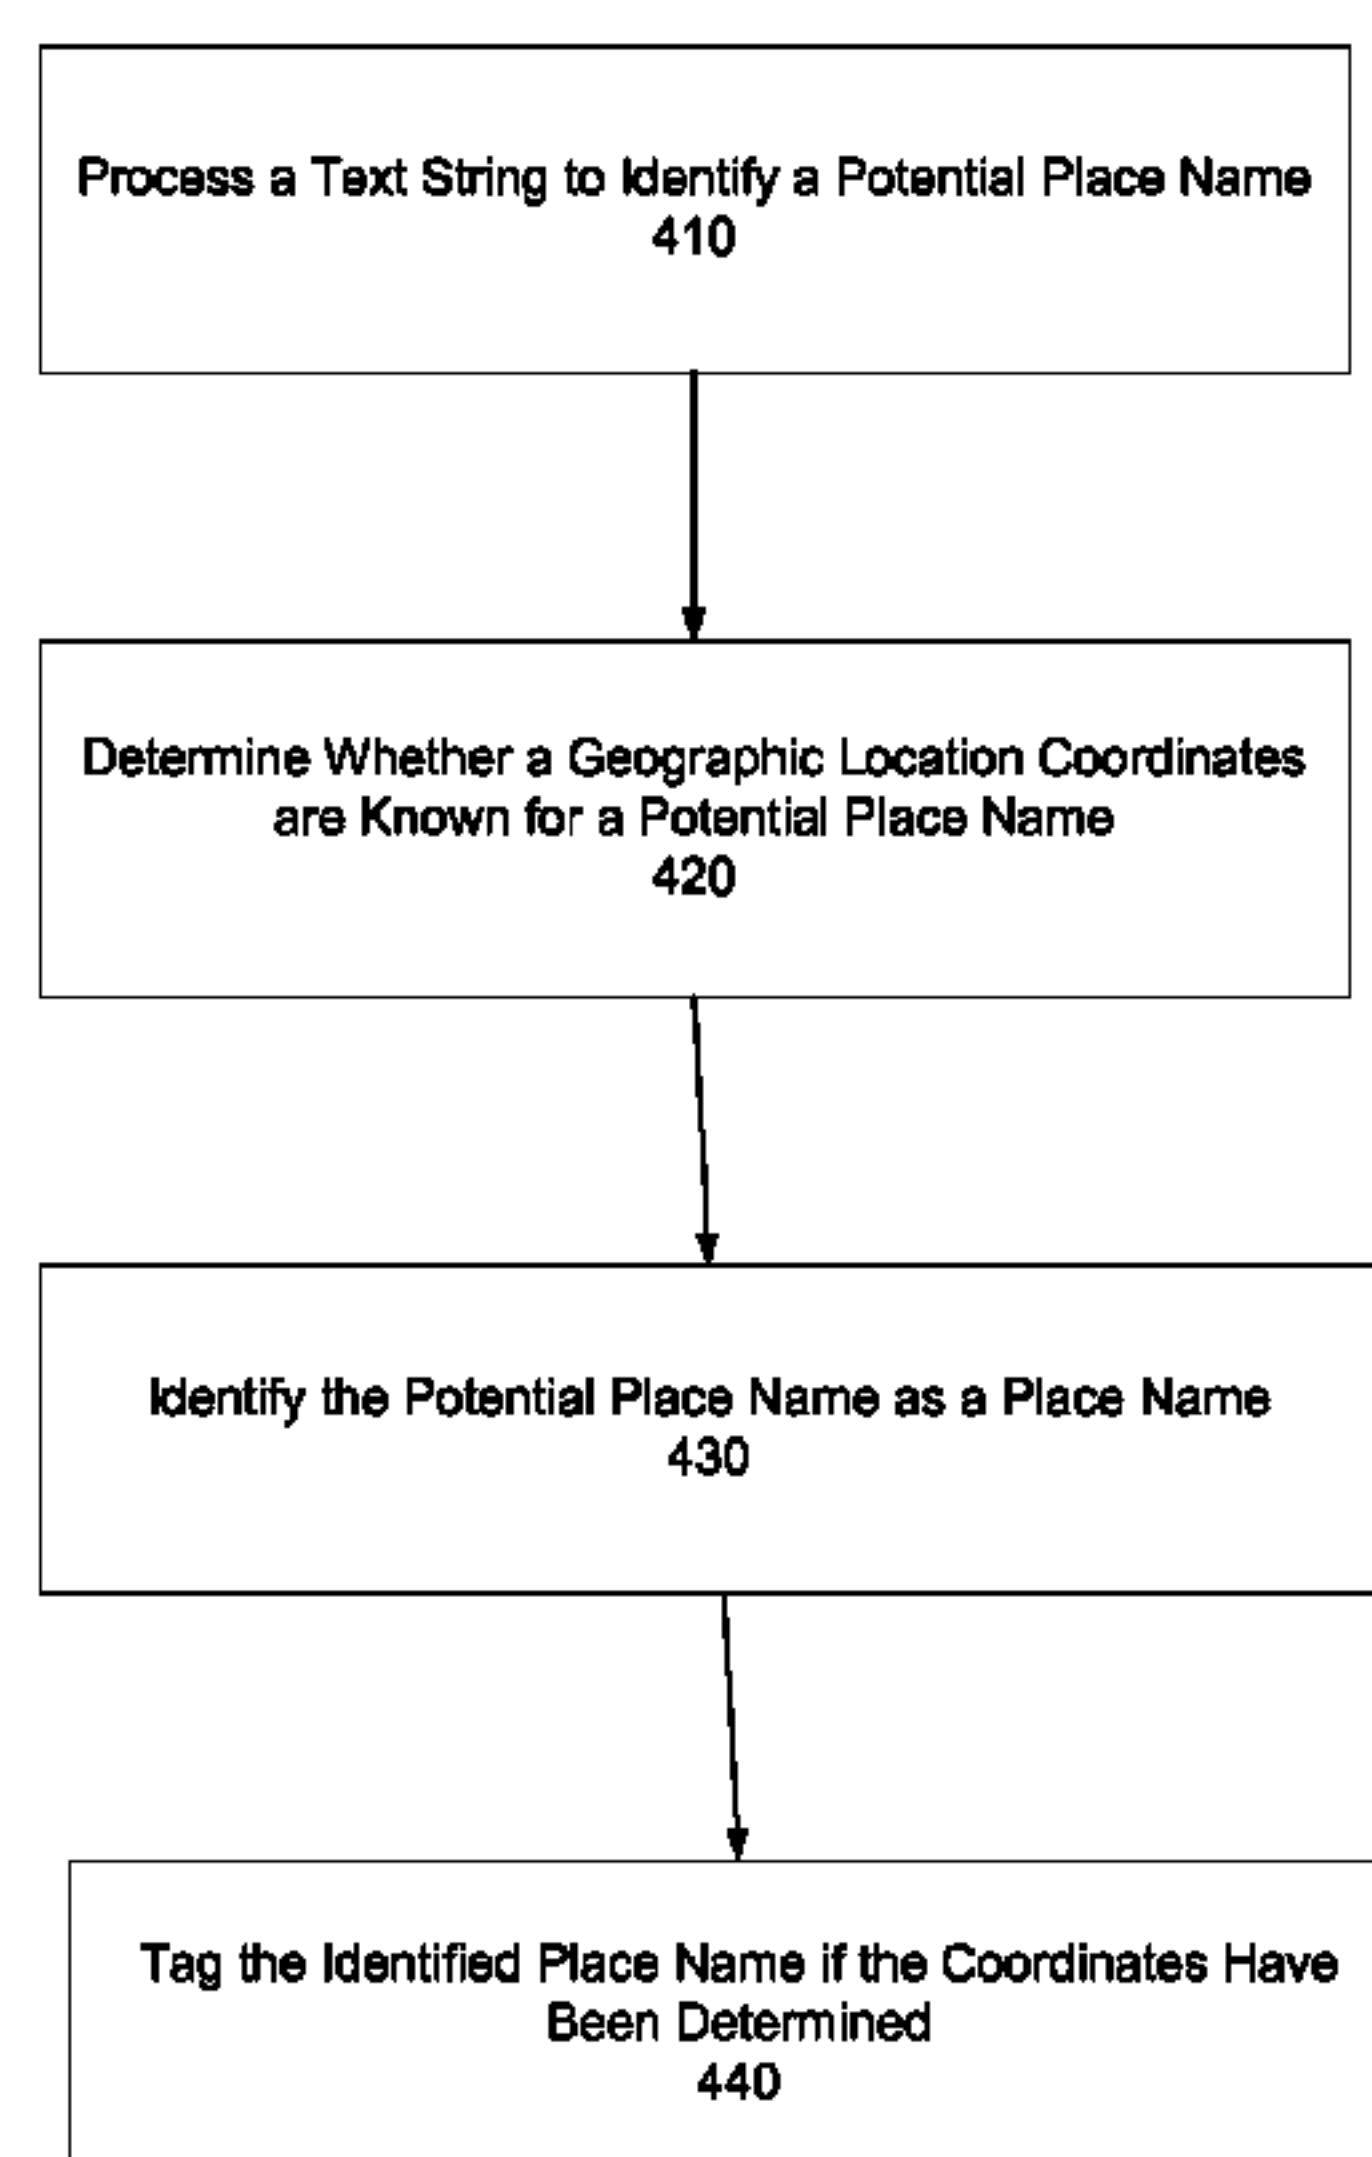 Process a Text String to Identify a Potential Place Name
410
Determine Whether a Geographic Location Coordinates
are Known for a Potential Place Name
420
Identify the Potential Place Name as a Place Name
430
Tag the Identified Place Name if the Coordinates Have
Been Determined
440